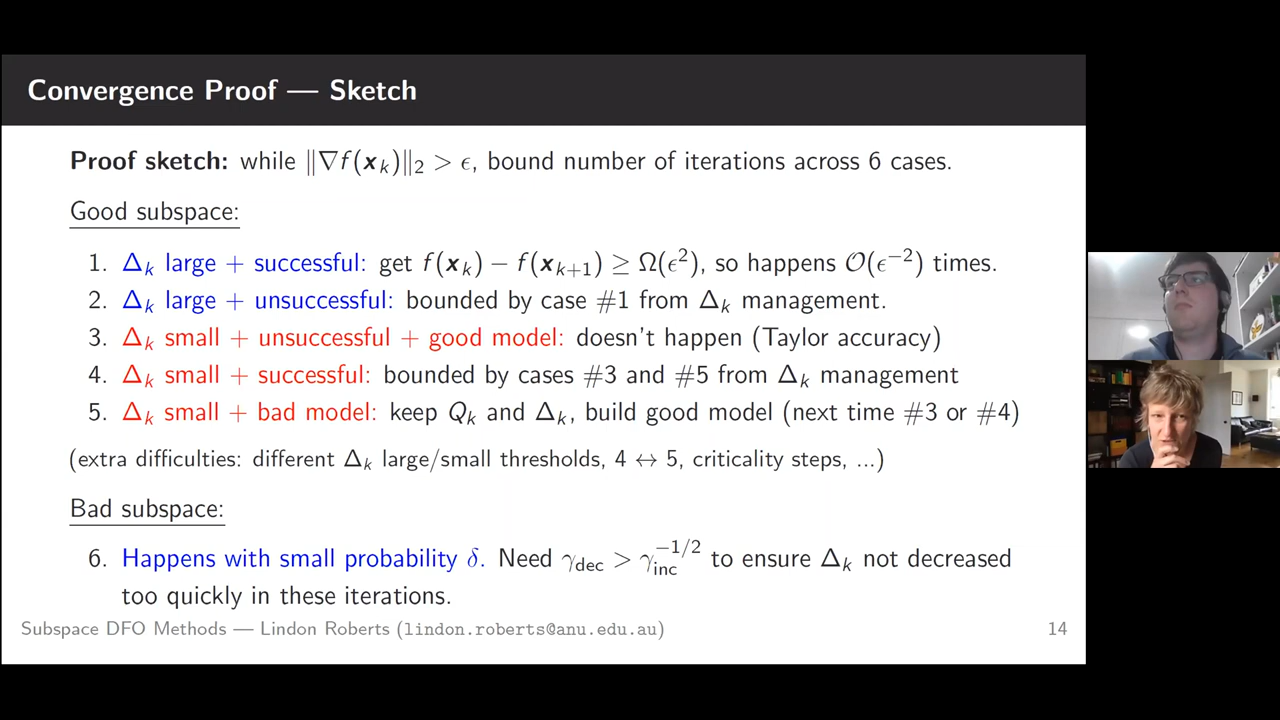 Convergence Proof — Sketch
Proof sketch: while ‖∇f(x_k)‖_2 > ϵ, bound number of iterations across 6 cases.
Good subspace:
1. Δ_k large + successful: get f(x_k) − f(x_{k+1}) ≥ Ω(ϵ^2), so happens O(ϵ^{−2}) times.
2. Δ_k large + unsuccessful: bounded by case #1 from Δ_k management.
3. Δ_k small + unsuccessful + good model: doesn't happen (Taylor accuracy)
4. Δ_k small + successful: bounded by cases #3 and #5 from Δ_k management
5. Δ_k small + bad model: keep Q_k and Δ_k, build good model (next time #3 or #4)
(extra difficulties: different Δ_k large/small thresholds, 4 ↔ 5, criticality steps, ...)
Bad subspace:
6. Happens with small probability δ. Need γ_dec > γ_inc^{−1/2} to ensure Δ_k not decreased
too quickly in these iterations.
Subspace DFO Methods — Lindon Roberts (lindon.roberts@anu.edu.au) 14